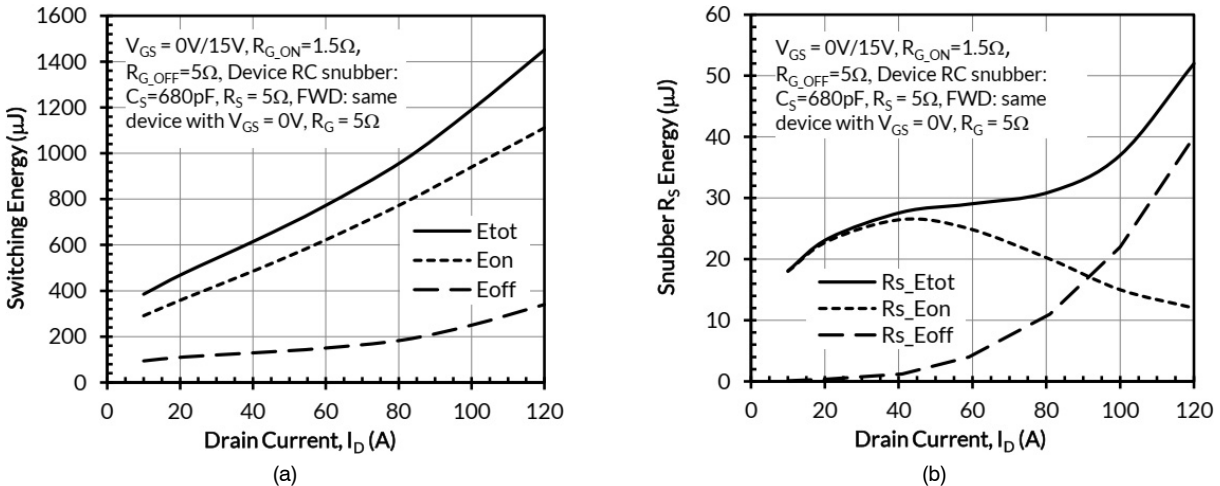 1600
1400
1200
1000
800
600
400
200
0
Switching Energy (µJ)
V_GS = 0V/15V, R_G_ON=1.5Ω,
R_G_OFF=5Ω, Device RC snubber:
C_S=680pF, R_S = 5Ω, FWD: same
device with V_GS = 0V, R_G = 5Ω
Etot
Eon
Eoff
0 20 40 60 80 100 120
Drain Current, I_D (A)
(a)
60
50
40
30
20
10
0
Snubber R_S Energy (µJ)
V_GS = 0V/15V, R_G_ON=1.5Ω,
R_G_OFF=5Ω, Device RC snubber:
C_S=680pF, R_S = 5Ω, FWD: same
device with V_GS = 0V, R_G = 5Ω
Rs_Etot
Rs_Eon
Rs_Eoff
0 20 40 60 80 100 120
Drain Current, I_D (A)
(b)